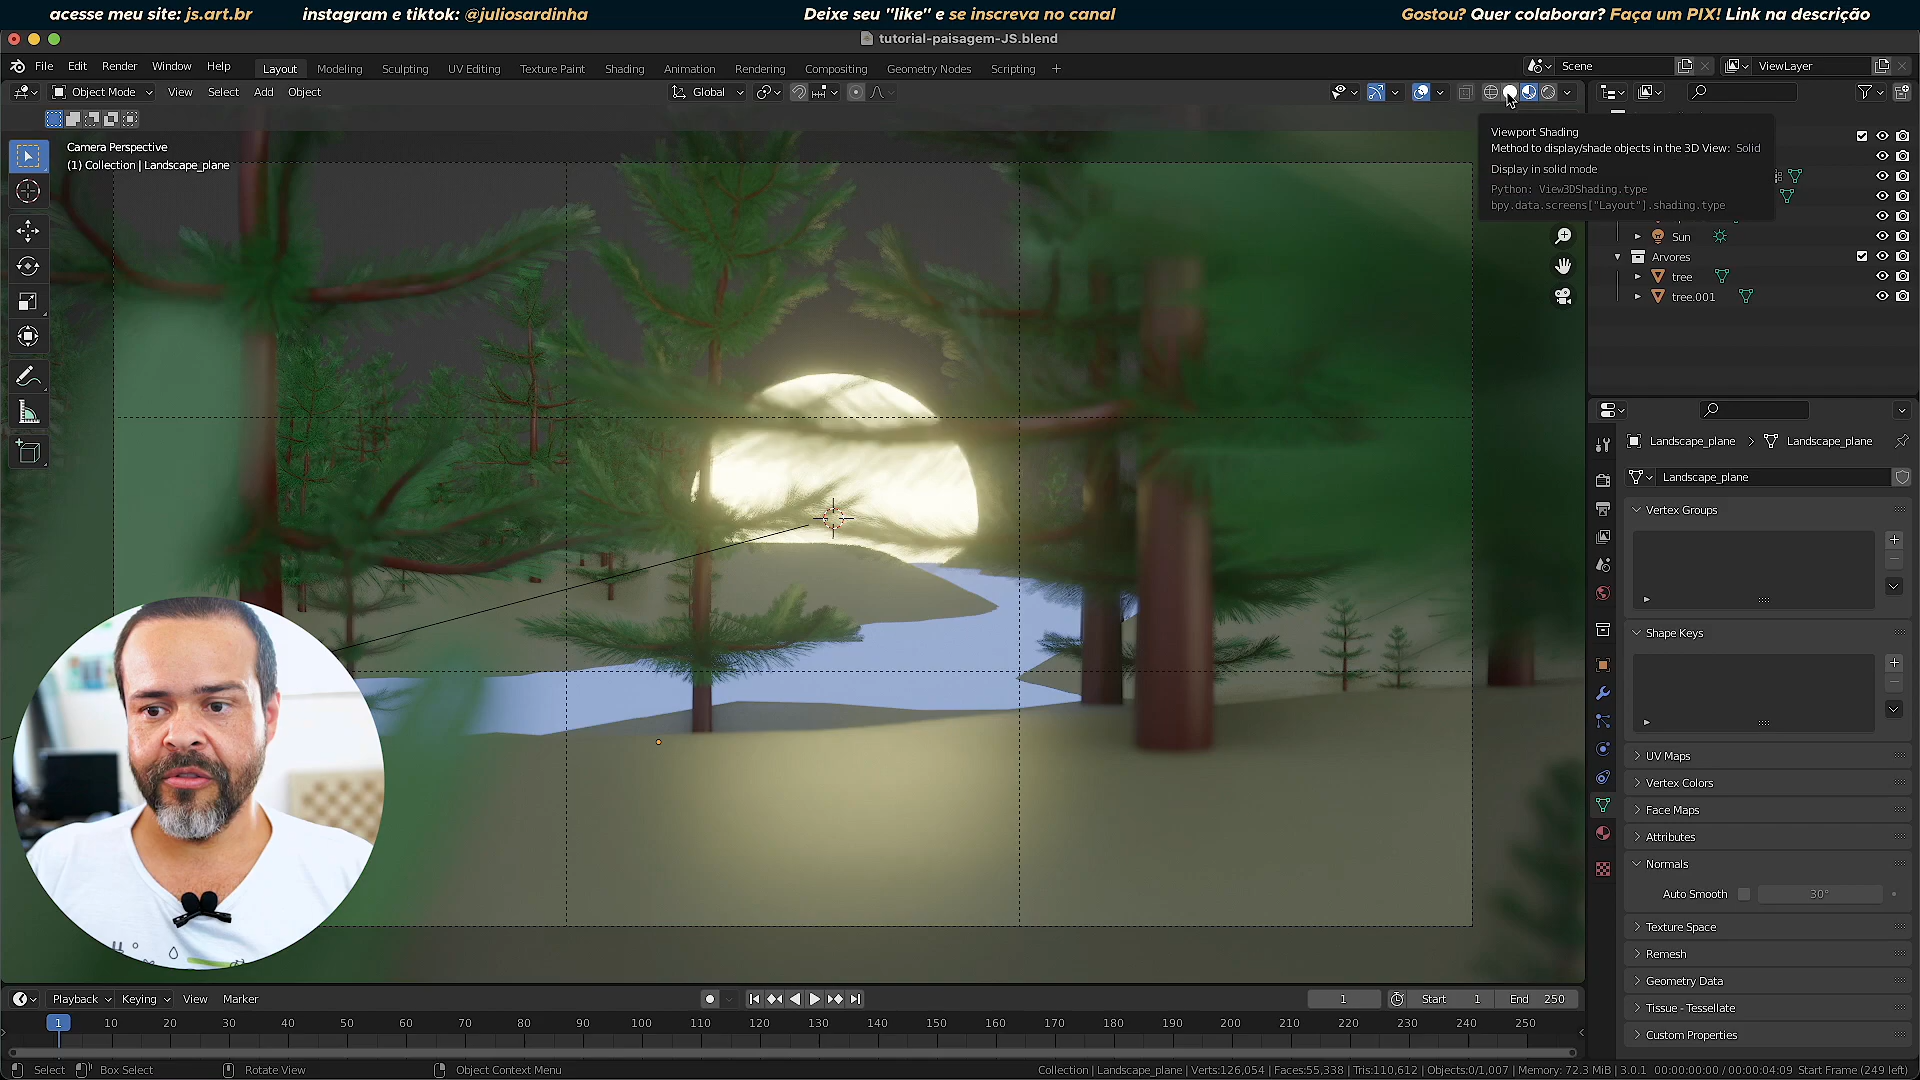 acesse meu site: js.art.br
instagram e tiktok: @juliosardinha
Deixe seu "like" e se inscreva no canal
Gostou? Quer colaborar? Faça um PIX! Link na descrição
tutorial-paisagem-JS.blend
File Edit Render Window Help
Layout Modeling Sculpting UV Editing Texture Paint Shading Animation Rendering Compositing Geometry Nodes Scripting +
Scene
ViewLayer
Object Mode View Select Add Object
Global
Camera Perspective
(1) Collection | Landscape_plane
Viewport Shading
Method to display/shade objects in the 3D View: Solid
Display in solid mode
Python: View3DShading.type
bpy.data.screens["Layout"].shading.type
Sun
Arvores
tree
tree.001
Landscape_plane > Landscape_plane
Landscape_plane
Vertex Groups
Shape Keys
UV Maps
Vertex Colors
Face Maps
Attributes
Normals
Auto Smooth 30°
Texture Space
Remesh
Geometry Data
Tissue - Tessellate
Custom Properties
Playback Keying View Marker
1 Start 1 End 250
1 10 20 30 40 50 60 70 80 90 100 110 120 130 140 150 160 170 180 190 200 210 220 230 240 250
Select Box Select Rotate View Object Context Menu
Collection | Landscape_plane | Verts:126,054 | Faces:55,338 | Tris:110,612 | Objects:0/1,007 | Memory: 72.3 MiB | 3.0.1 00:00:00:00 / 00:00:04:09 Start Frame (249 left)